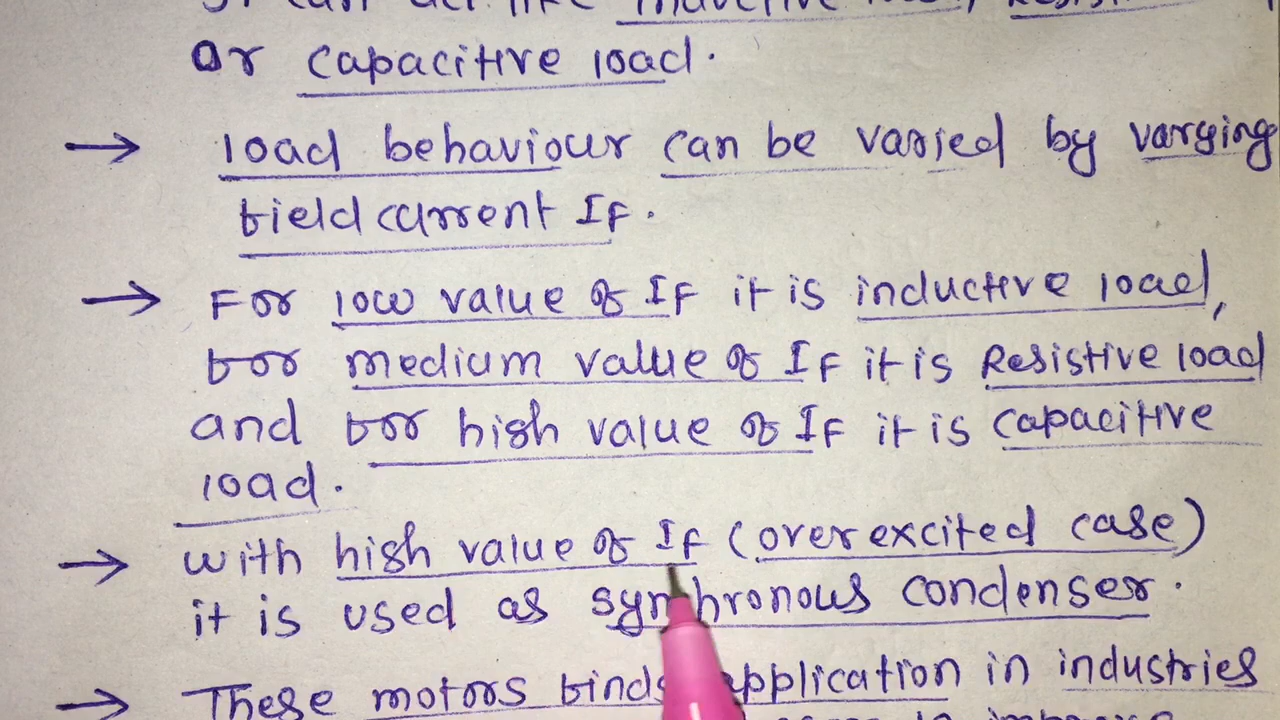 or capacitive load.
→ load behaviour can be varied by varying
field current IF.
→ For low value of IF it is inductive load,
for medium value of IF it is Resistive load
and for high value of IF it is capacitive
load.
→ with high value of IF (over excited case)
it is used as synchronous condenser.
→ These motors finds application in industries